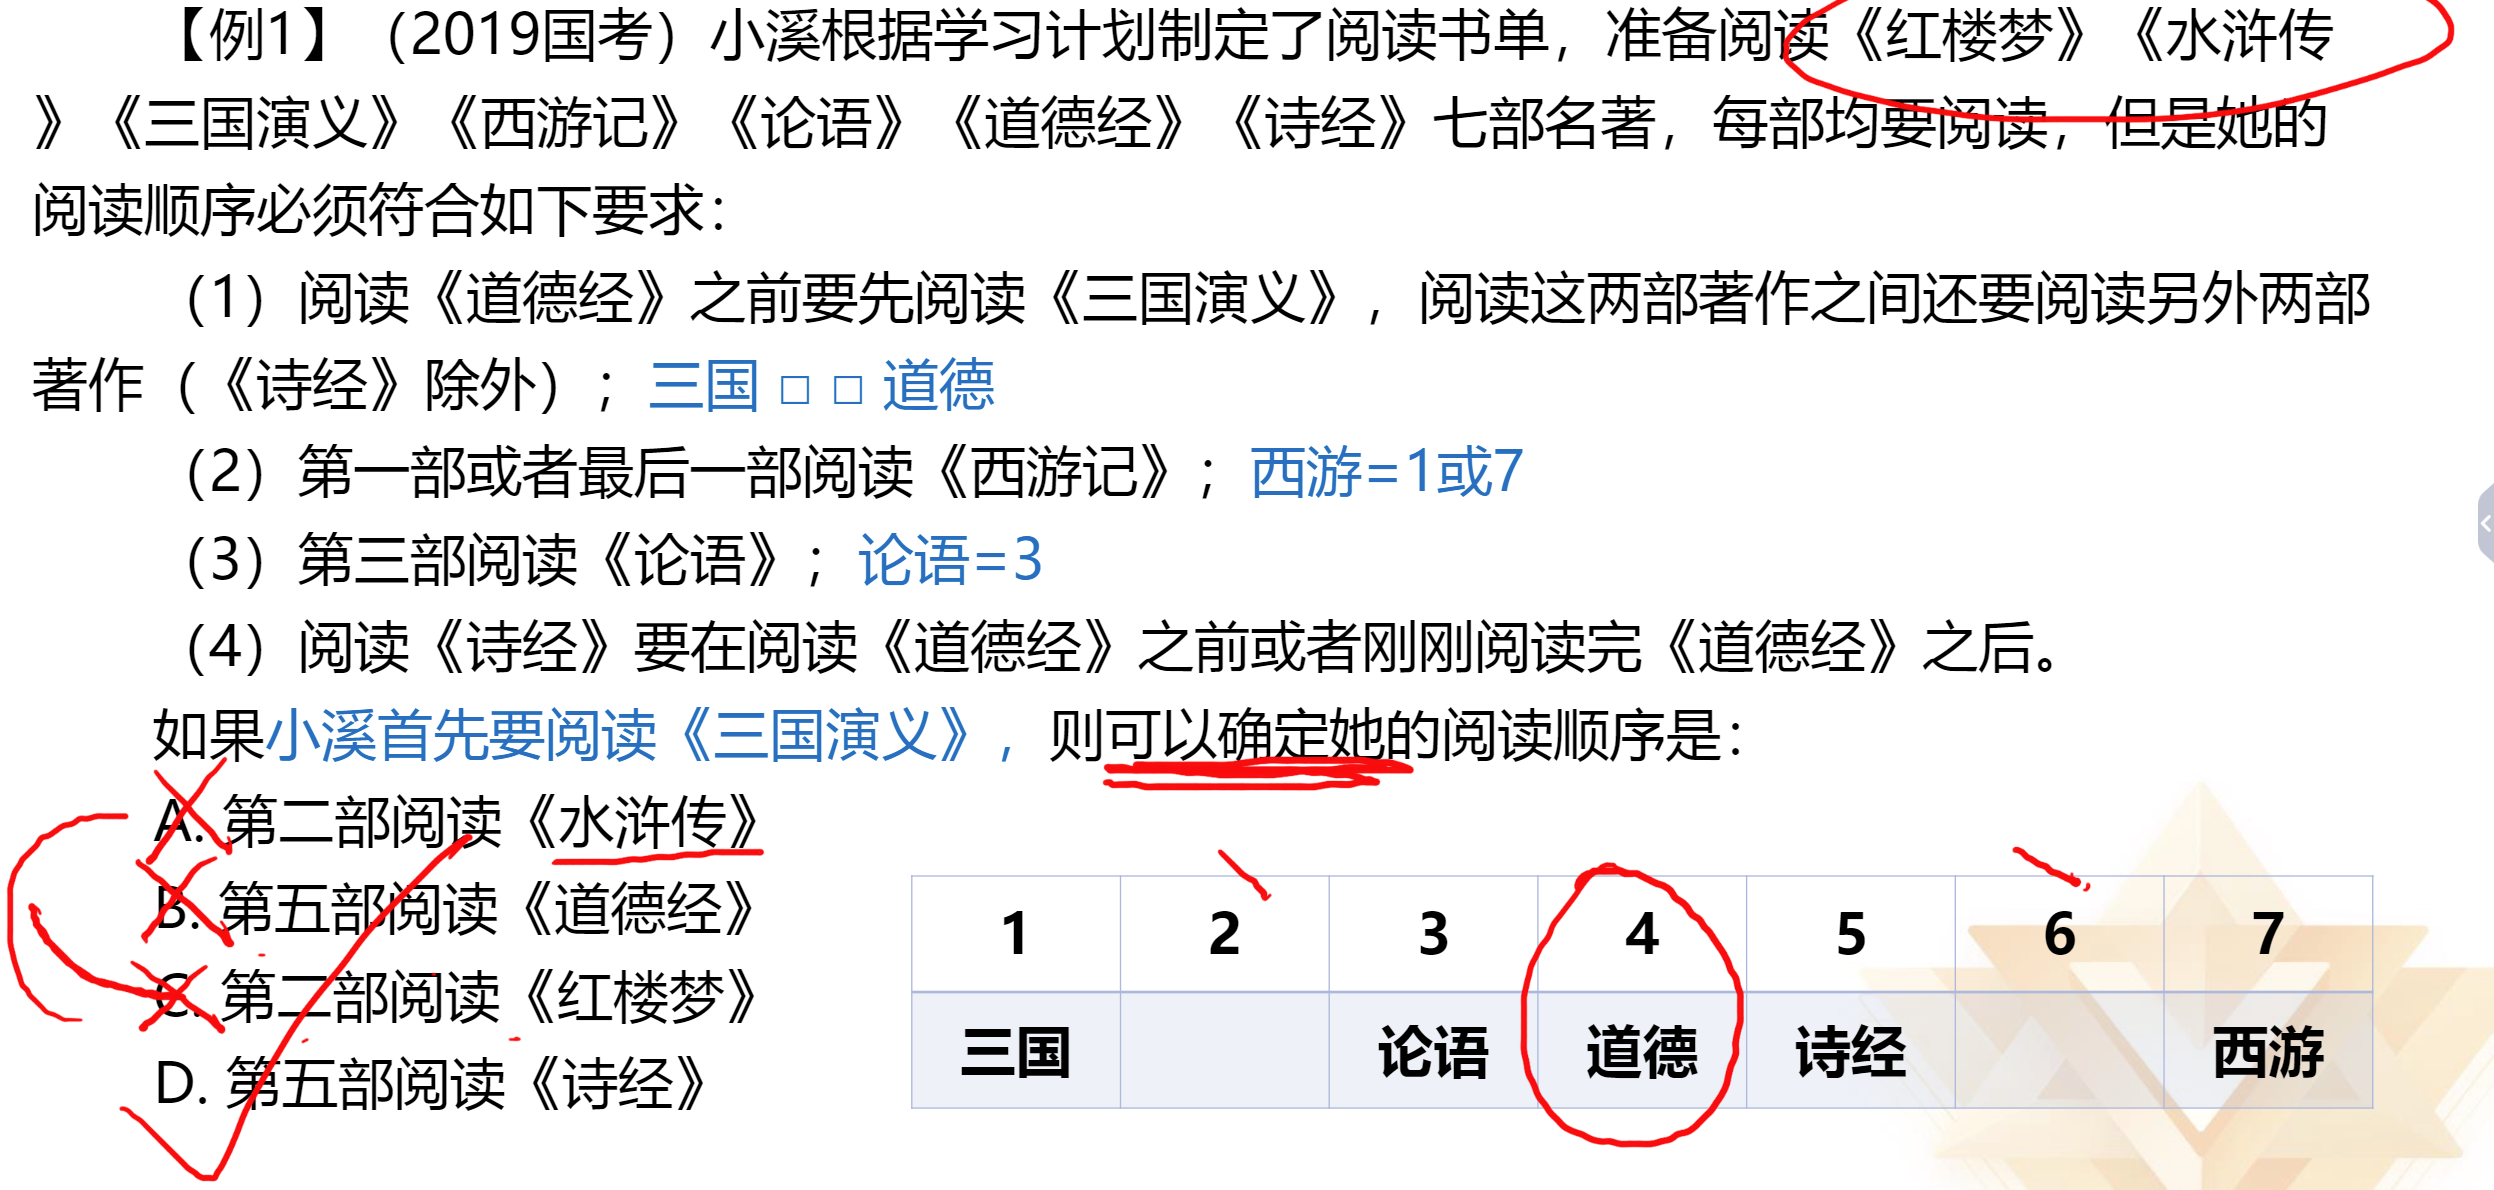 【例1】（2019国考）小溪根据学习计划制定了阅读书单，准备阅读《红楼梦》《水浒传
》《三国演义》《西游记》《论语》《道德经》《诗经》七部名著，每部均要阅读，但是她的
阅读顺序必须符合如下要求：
（1）阅读《道德经》之前要先阅读《三国演义》，阅读这两部著作之间还要阅读另外两部
著作（《诗经》除外）；三国 □ □ 道德
（2）第一部或者最后一部阅读《西游记》；西游=1或7
（3）第三部阅读《论语》；论语=3
（4）阅读《诗经》要在阅读《道德经》之前或者刚刚阅读完《道德经》之后。
如果小溪首先要阅读《三国演义》，则可以确定她的阅读顺序是：
A. 第二部阅读《水浒传》
B. 第五部阅读《道德经》
C. 第二部阅读《红楼梦》
D. 第五部阅读《诗经》
1 2 3 4 5 6 7
三国 论语 道德 诗经 西游